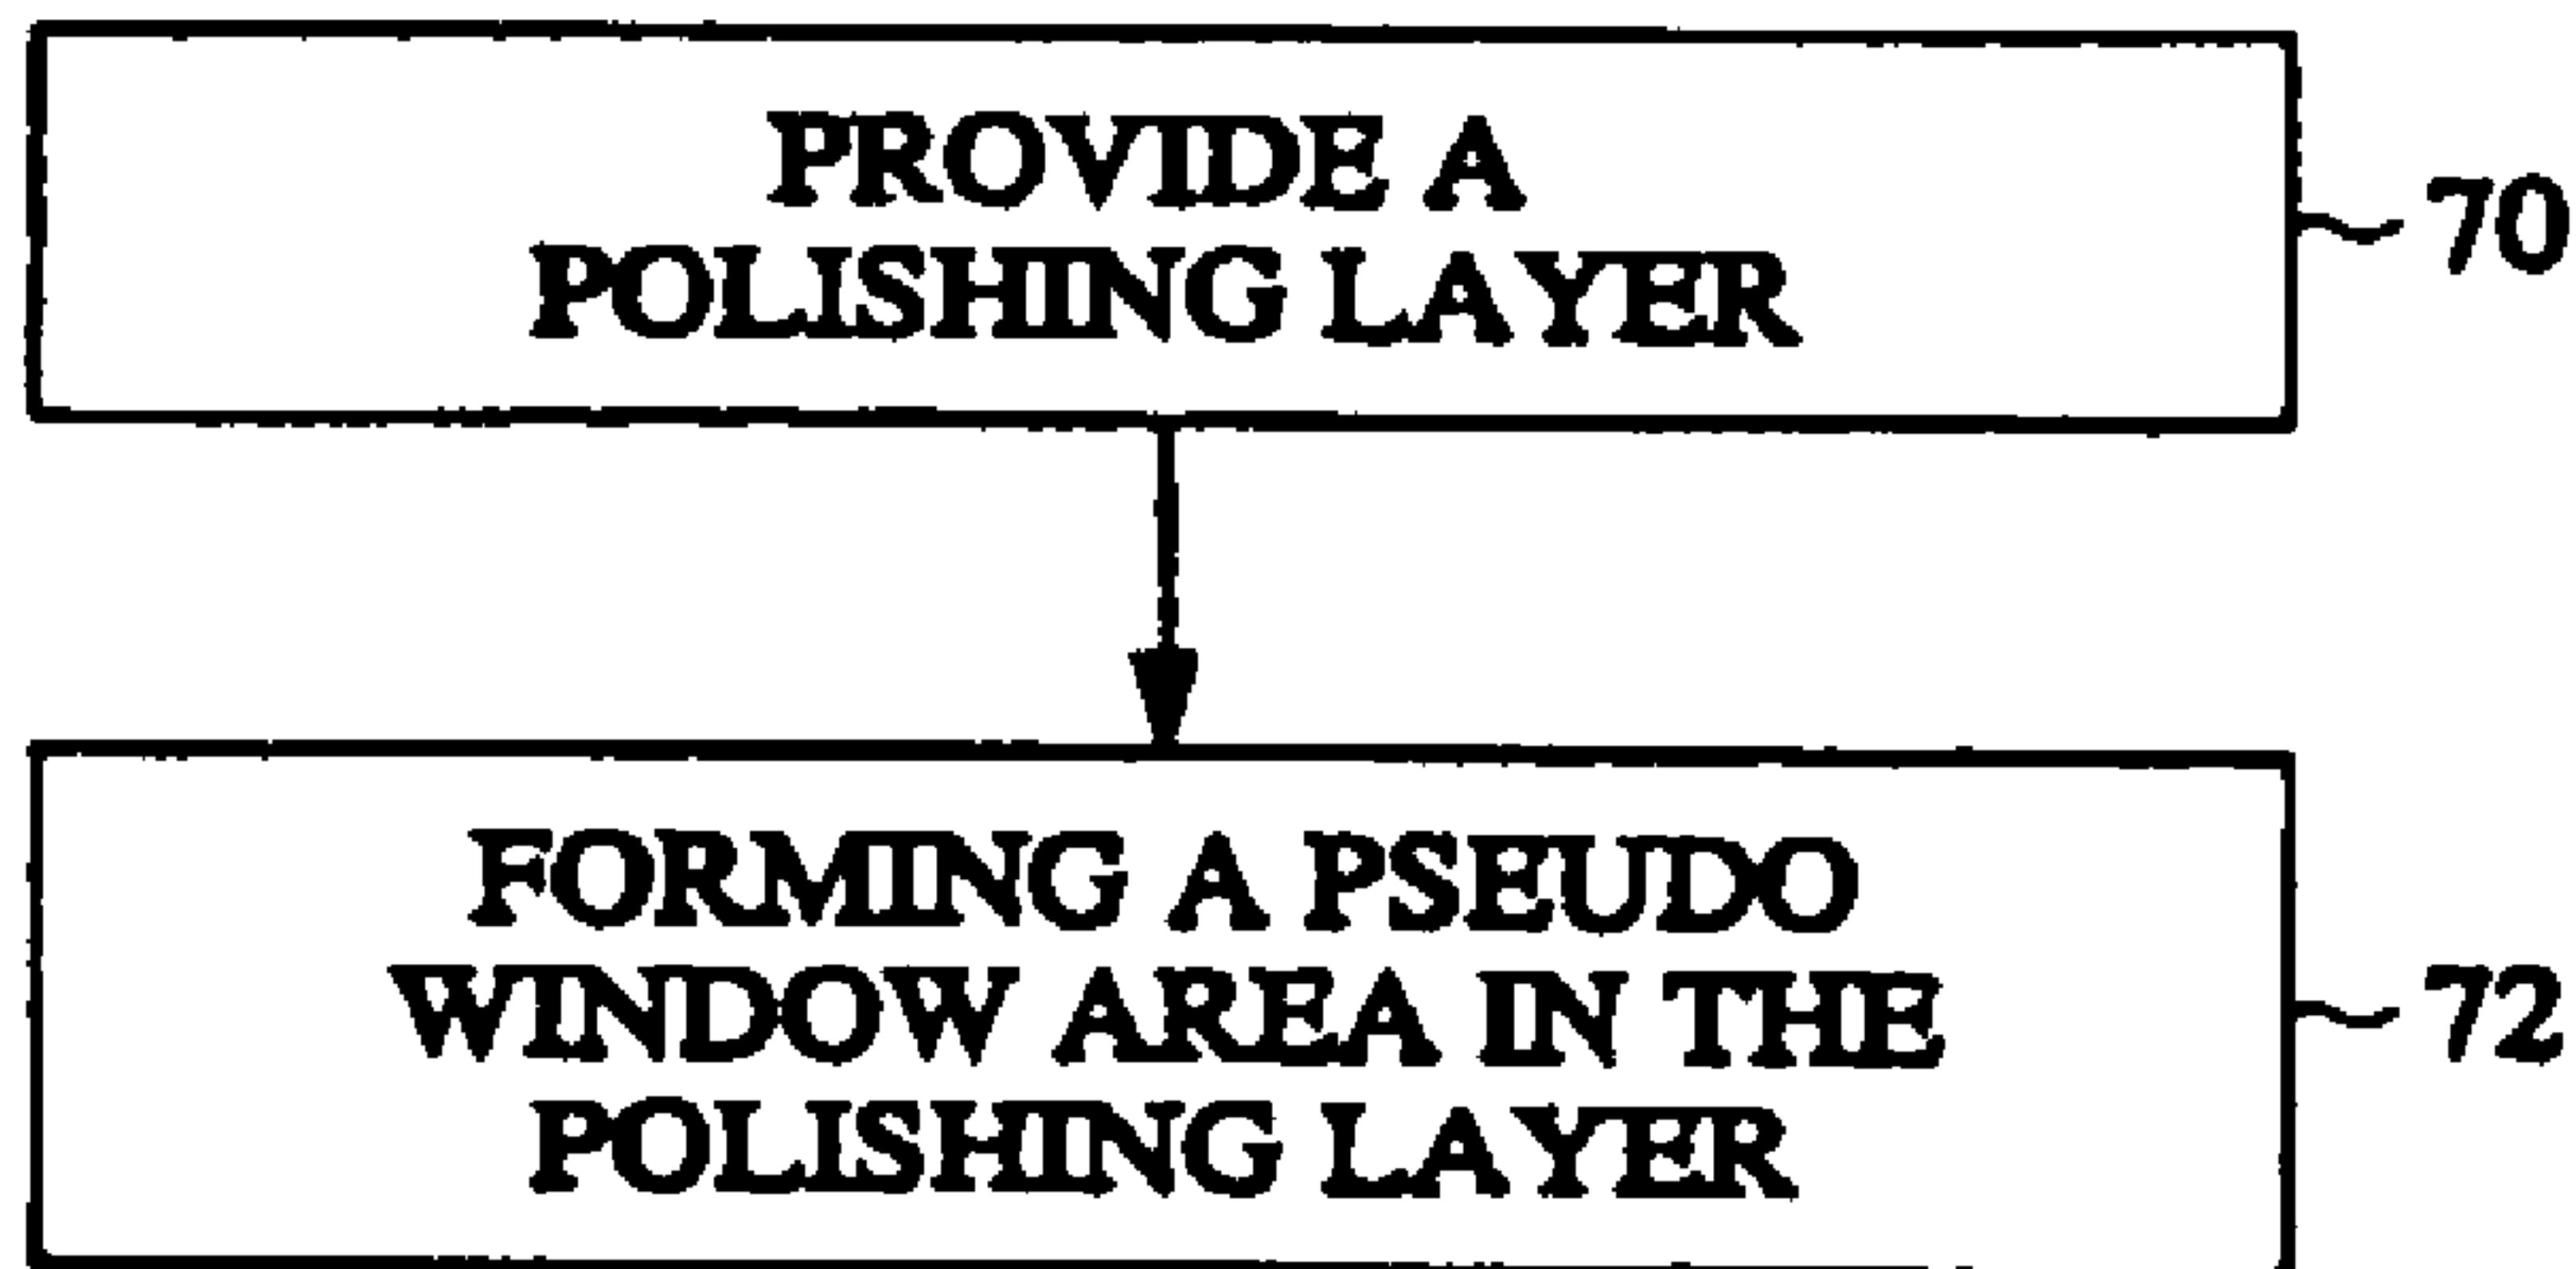 PROVIDE A
POLISHING LAYER
70
FORMING A PSEUDO
WINDOW AREA IN THE
POLISHING LAYER
72